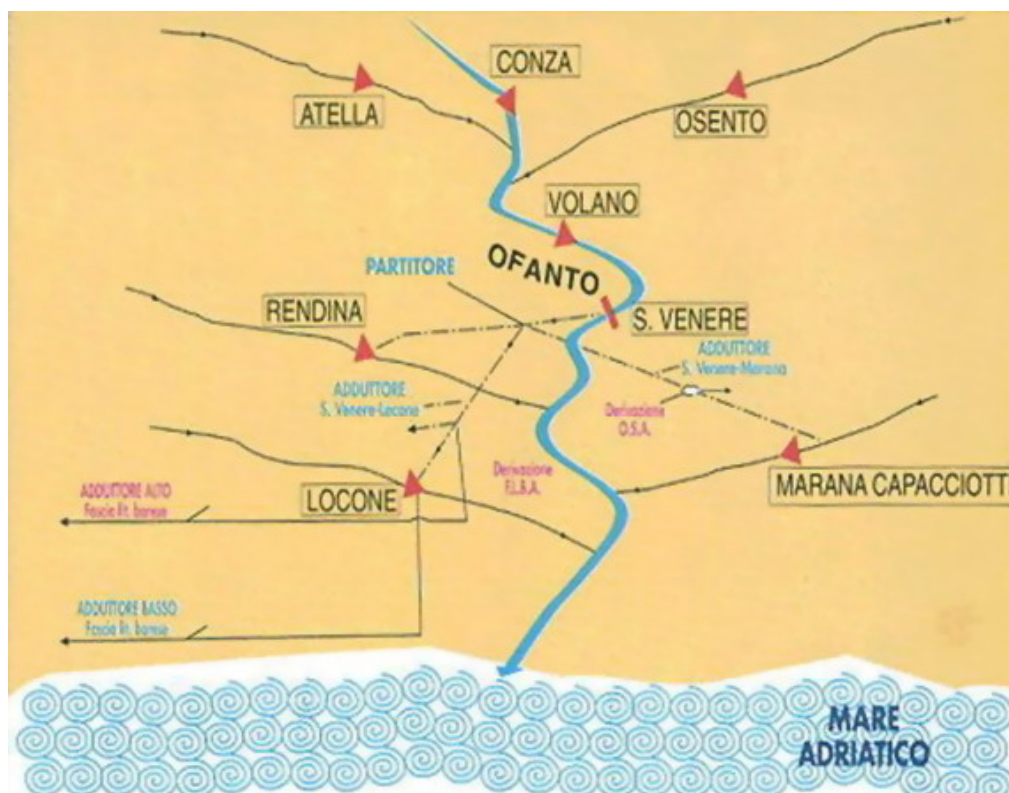 CONZA
ATELLA
OSENTO
VOLANO
OFANTO
PARTITORE
RENDINA
S. VENERE
ADDUTTORE
S. Venere-Marana
ADDUTTORE
S. Venere-Locone
Derivazione
O.S.A.
Derivazione
F.L.B.A.
MARANA CAPACCIOTTI
LOCONE
ADDUTTORE ALTO
Fascia lit. barese
ADDUTTORE BASSO
Fascia lit. barese
MARE
ADRIATICO